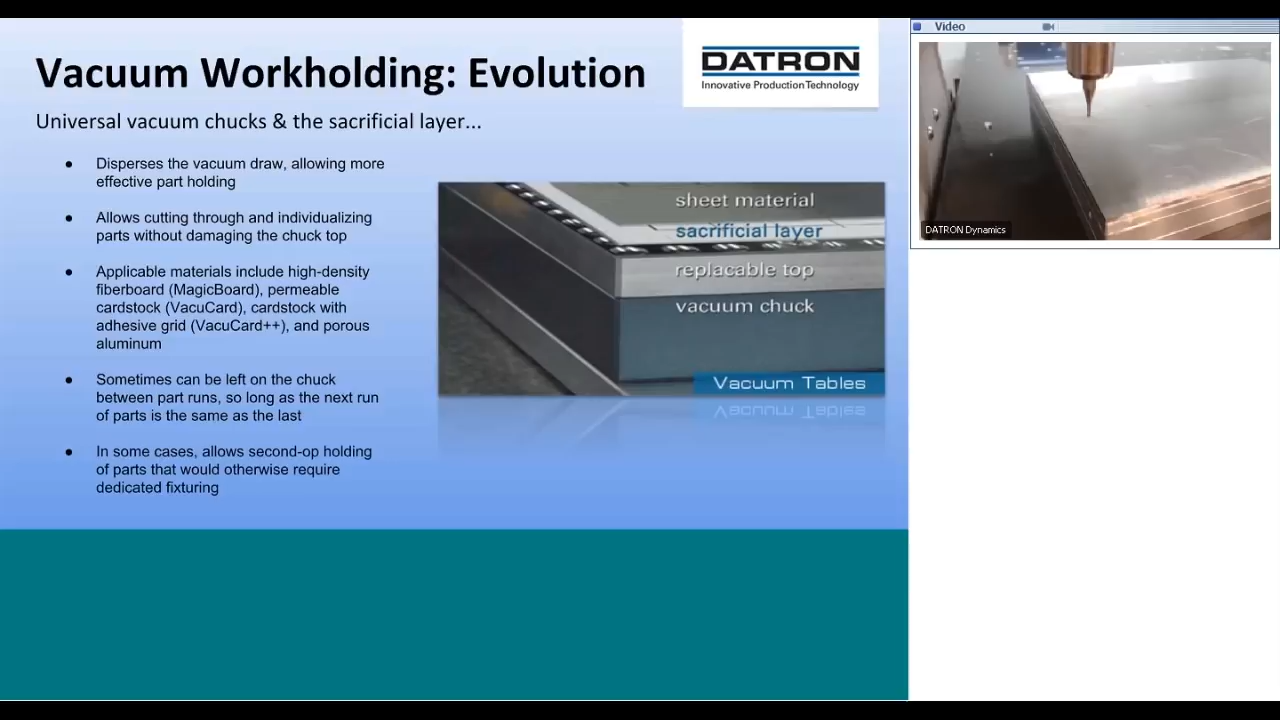 Vacuum Workholding: Evolution
DATRON
Innovative Production Technology
Universal vacuum chucks & the sacrificial layer...
● Disperses the vacuum draw, allowing more
effective part holding
● Allows cutting through and individualizing
parts without damaging the chuck top
● Applicable materials include high-density
fiberboard (MagicBoard), permeable
cardstock (VacuCard), cardstock with
adhesive grid (VacuCard++), and porous
aluminum
● Sometimes can be left on the chuck
between part runs, so long as the next run
of parts is the same as the last
● In some cases, allows second-op holding
of parts that would otherwise require
dedicated fixturing
sheet material
sacrificial layer
replacable top
vacuum chuck
Vacuum Tables
Video
DATRON Dynamics